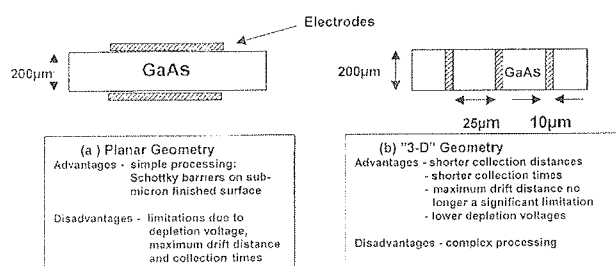 Electrodes
200µm
GaAs
200µm
GaAs
25µm
10µm
(a ) Planar Geometry
Advantages - simple processing:
Schottky barriers on sub-
micron finished surface
Disadvantages - limitations due to
depletion voltage,
maximum drift distance
and collection times
(b) "3-D" Geometry
Advantages - shorter collection distances
- shorter collection times
- maximum drift distance no
longer a significant limitation
- lower depletion voltages
Disadvantages - complex processing